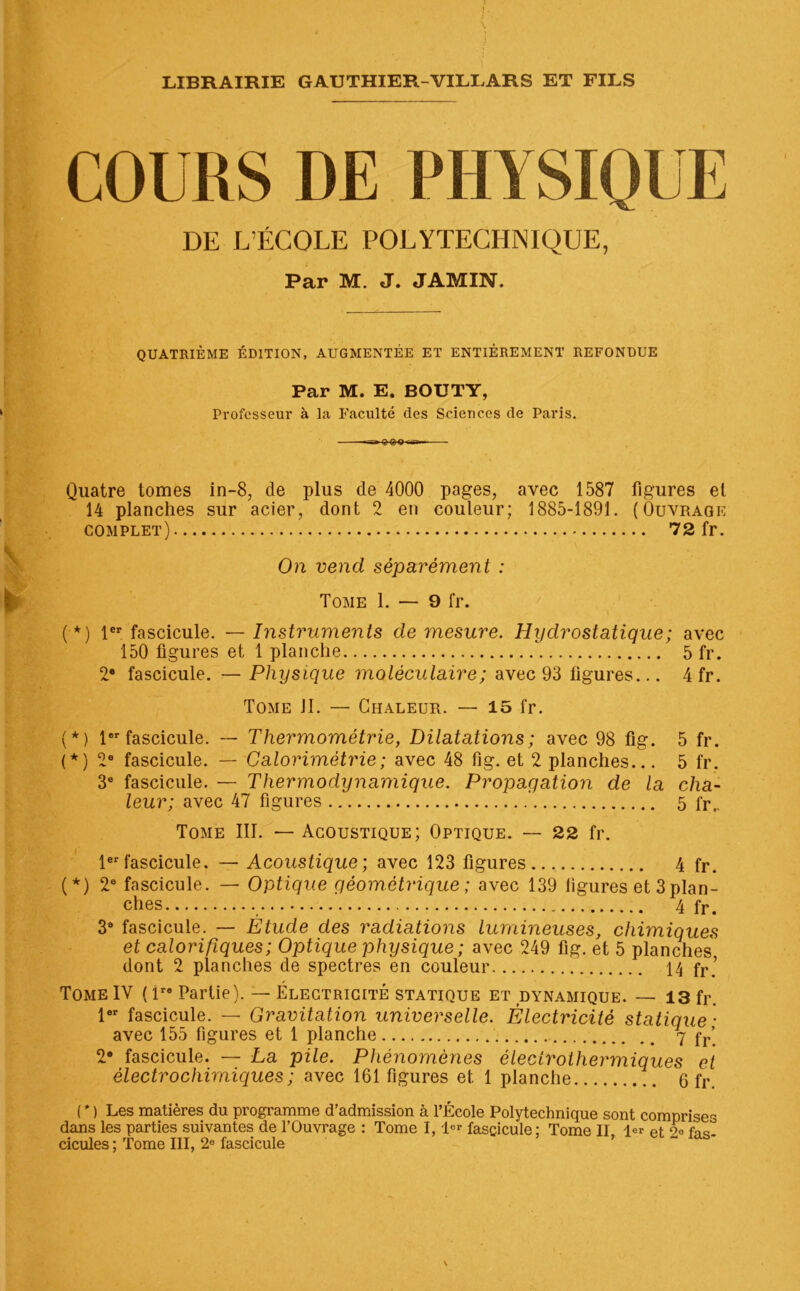 LIBRAIRIE GAUTHIER-VILLARS ET FILS
COURS DE PHYSIQUE
DE L'ÉCOLE POLYTECHNIQUE,
Par M. J. JAMIN.
QUATRIÈME ÉDITION, AUGMENTÉE ET ENTIÈREMENT REFONDUE
Par M. E. BOUTY,
Professeur à la Faculté des Sciences de Paris.
Quatre tomes in-8, de plus de 4000 pages, avec 1587 figures et
14 planches sur acier, dont 2 en couleur; 1885-1891. (OUVRAGE
COMPLET)........ 72 fr.
On vend séparément :
TOME I. — 9 fr.
(*) 1er fascicule. — Instruments de mesure. Hydrostatique; avec
150 figures et 1 planche........ 5 fr.
2e fascicule. — Physique moléculaire; avec 93 figures... 4 fr.
TOME II. — CHALEUR. — 15 fr.
(*) 1er fascicule. — Thermométrie, Dilatations; avec 98 fig. 5 fr.
(*) 2e fascicule. — Calorimétrie; avec 48 fig. et 2 planches... 5 fr.
3e fascicule. — Thermodynamique. Propagation de la cha-
leur; avec 47 figures........ 5 fr.
TOME III. — ACOUSTIQUE; OPTIQUE. — 22 fr.
1er fascicule. — Acoustique; avec 123 figures........ 4 fr.
(*) 2e fascicule. — Optique géométrique; avec 139 figures et 3 plan-
ches........ 4 fr.
3e fascicule. — Étude des radiations lumineuses, chimiques
et calorifiques; Optique physique; avec 249 fig. et 5 planches,
dont 2 planches de spectres en couleur........ 14 fr.
TOME IV (1re Partie). — ÉLECTRICITÉ STATIQUE ET DYNAMIQUE. — 13 fr.
1er fascicule. — Gravitation universelle. Électricité statique;
avec 155 figures et 1 planche........ 7 fr.
2e fascicule. — La pile. Phénomènes électrothermiques et
électrochimiques; avec 161 figures et 1 planche........ 6 fr.
(*) Les matières du programme d'admission à l'École Polytechnique sont comprises
dans les parties suivantes de l'Ouvrage : Tome I, 1er fascicule; Tome II, 1er et 2e fas-
cicules; Tome III, 2e fascicule